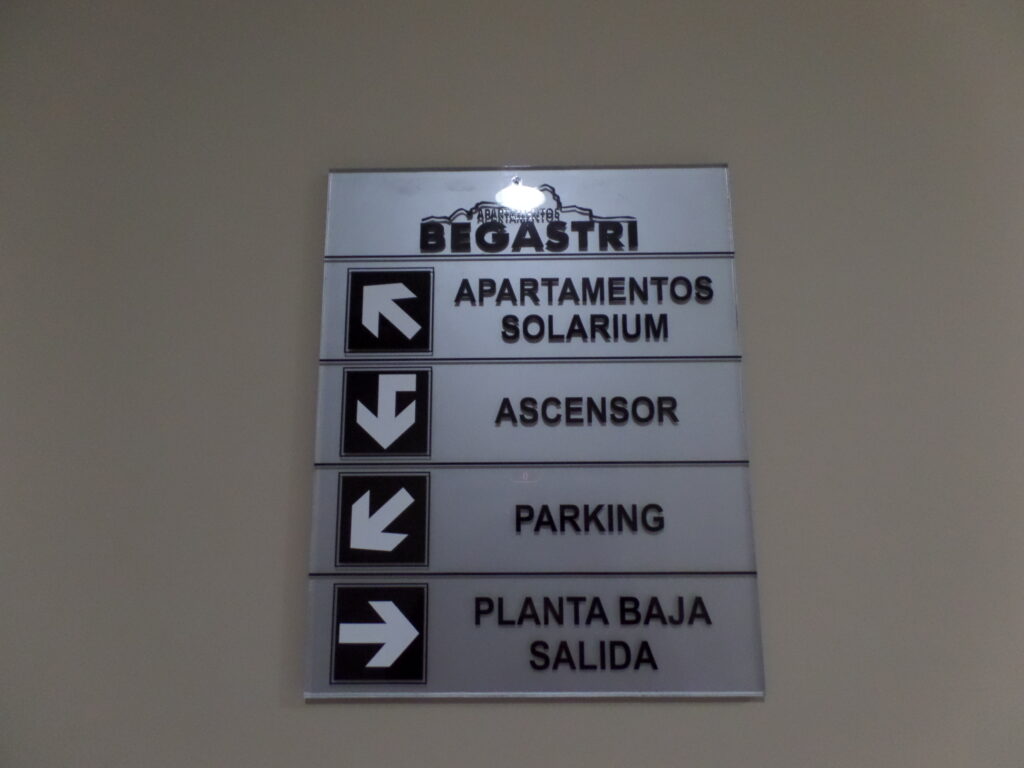 APARTAMENTOS
BEGASTRI
APARTAMENTOS
SOLARIUM
ASCENSOR
PARKING
PLANTA BAJA
SALIDA